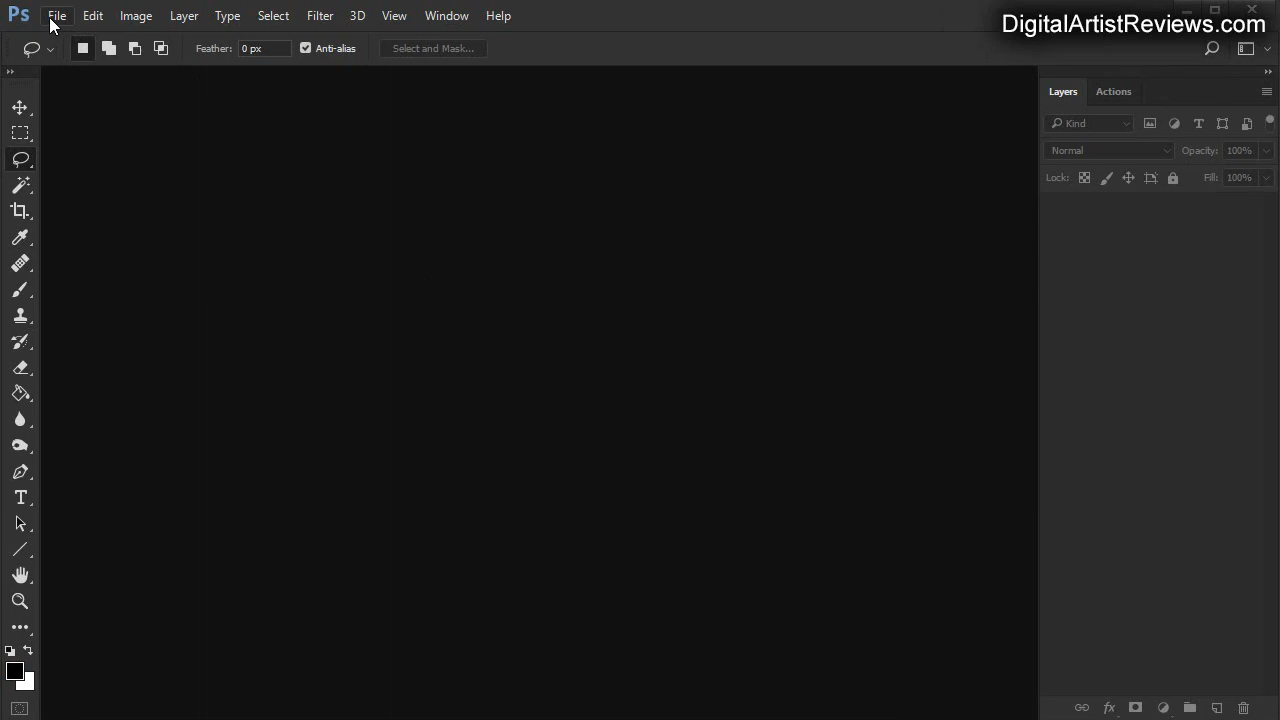 Ps File Edit Image Layer Type Select Filter 3D View Window Help
DigitalArtistReviews.com
Feather: 0 px Anti-alias Select and Mask...
Layers Actions
Kind
Normal Opacity: 100%
Lock: Fill: 100%